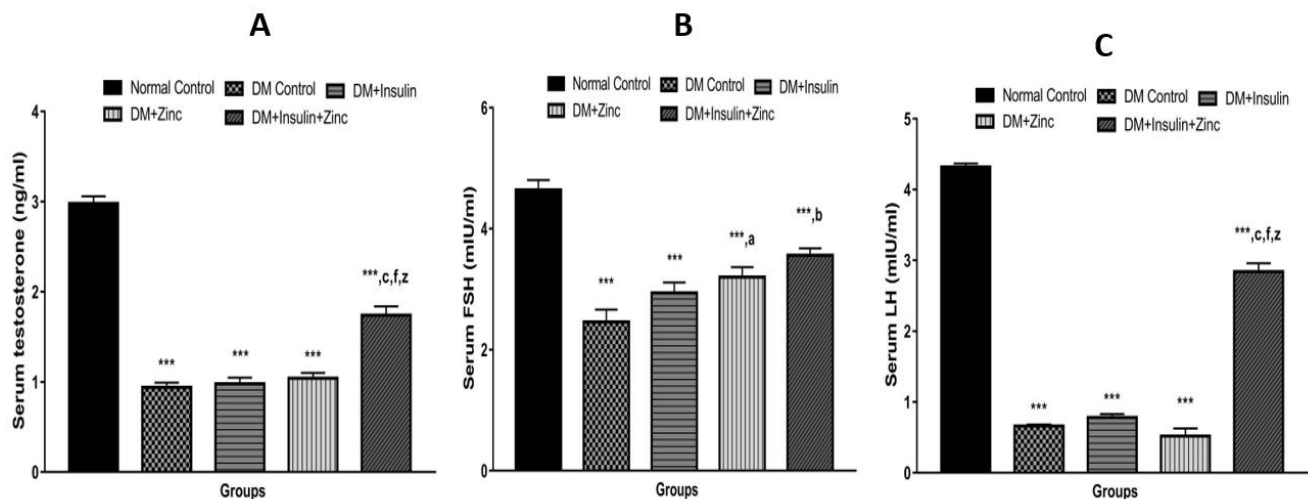 A
Normal Control DM Control DM+Insulin
DM+Zinc DM+Insulin+Zinc
Serum testosterone (ng/ml)
4
3
2
1
0
***
***
***
***,c,f,z
Groups
B
Normal Control DM Control DM+Insulin
DM+Zinc DM+Insulin+Zinc
Serum FSH (mIU/ml)
6
4
2
0
***
***
***,a
***,b
Groups
C
Normal Control DM Control DM+Insulin
DM+Zinc DM+Insulin+Zinc
Serum LH (mIU/ml)
5
4
3
2
1
0
***
***
***
***,c,f,z
Groups